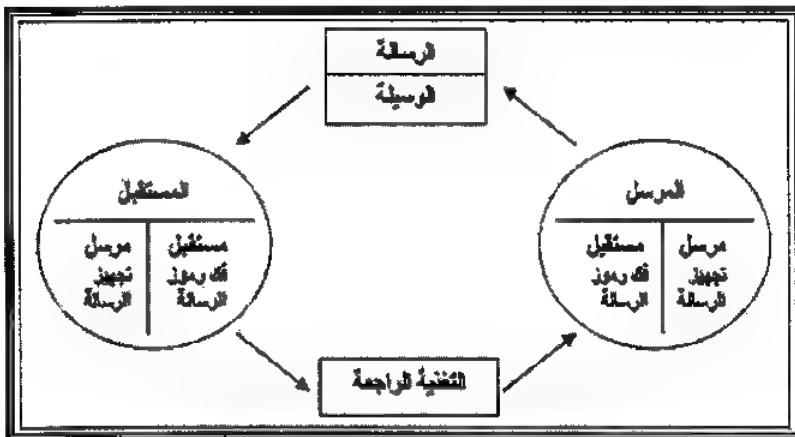 الرسالة
الوسيلة
المرسل
مرسل
تجهيز
الرسالة
مستقبل
فك رموز
الرسالة
المستقبل
مستقبل
فك رموز
الرسالة
مرسل
تجهيز
الرسالة
التغذية الراجعة